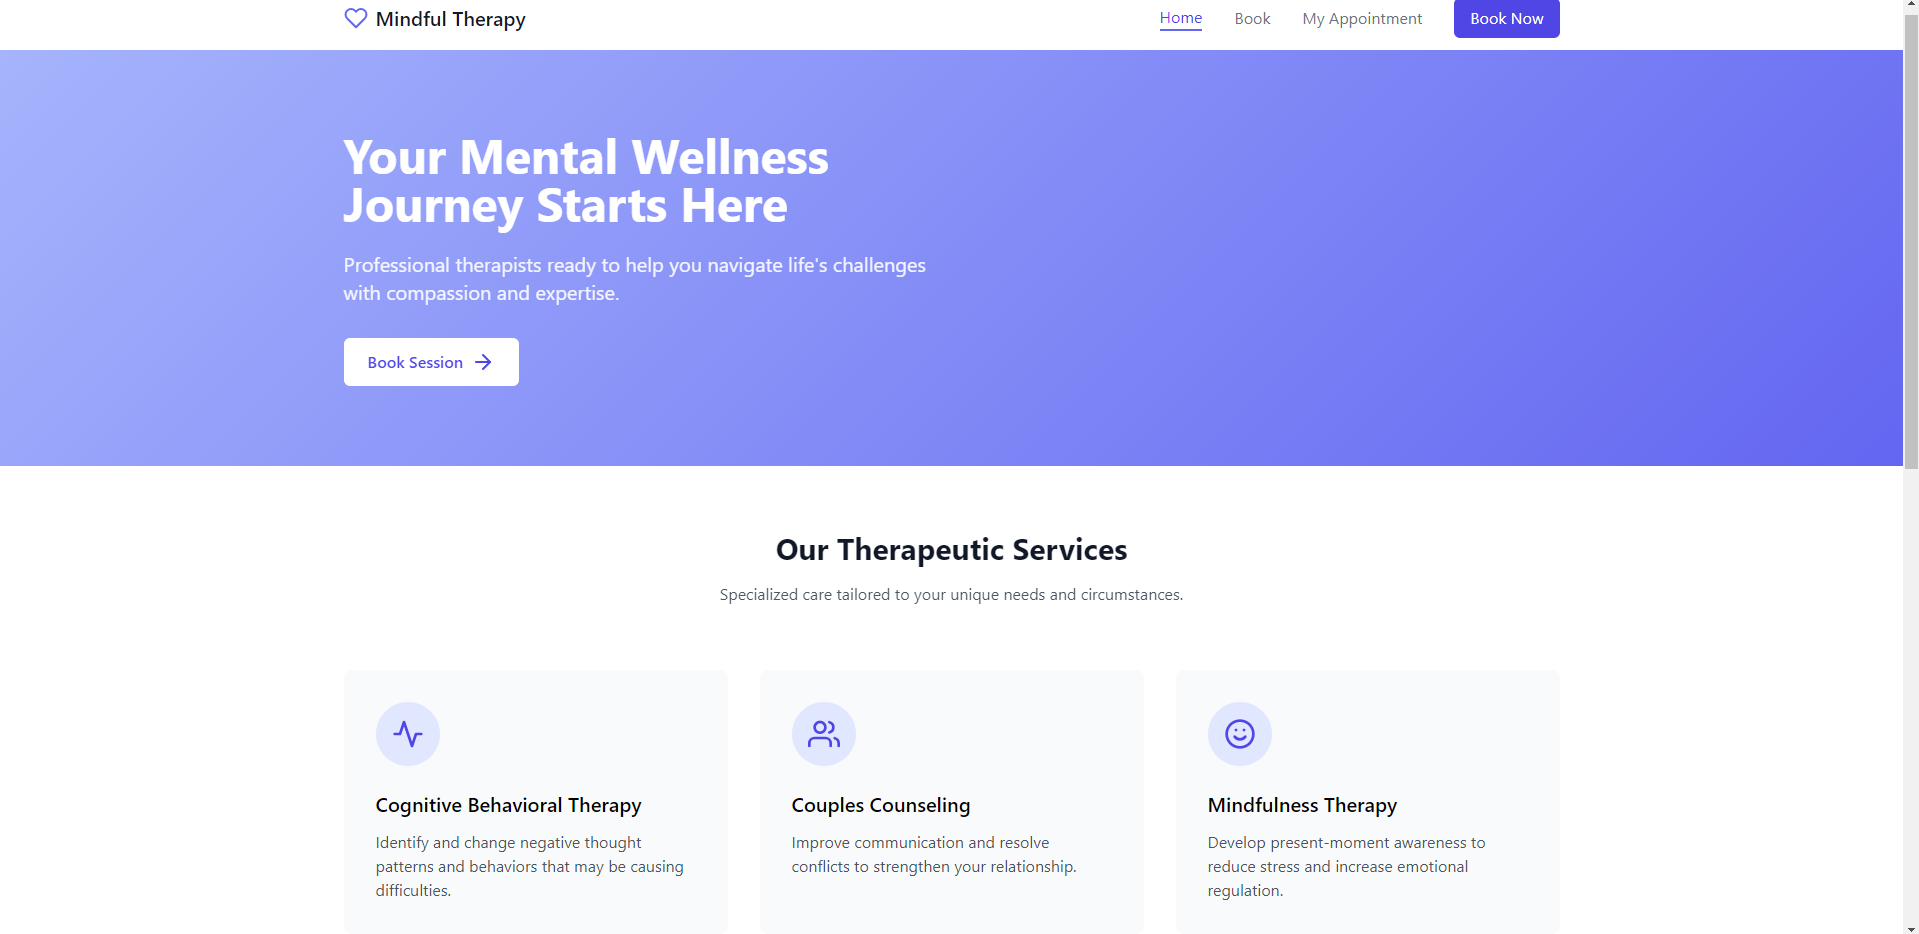 Mindful Therapy
Home
Book
My Appointment
Book Now
Your Mental Wellness
Journey Starts Here
Professional therapists ready to help you navigate life's challenges
with compassion and expertise.
Book Session
Our Therapeutic Services
Specialized care tailored to your unique needs and circumstances.
Cognitive Behavioral Therapy
Identify and change negative thought
patterns and behaviors that may be causing
difficulties.
Couples Counseling
Improve communication and resolve
conflicts to strengthen your relationship.
Mindfulness Therapy
Develop present-moment awareness to
reduce stress and increase emotional
regulation.